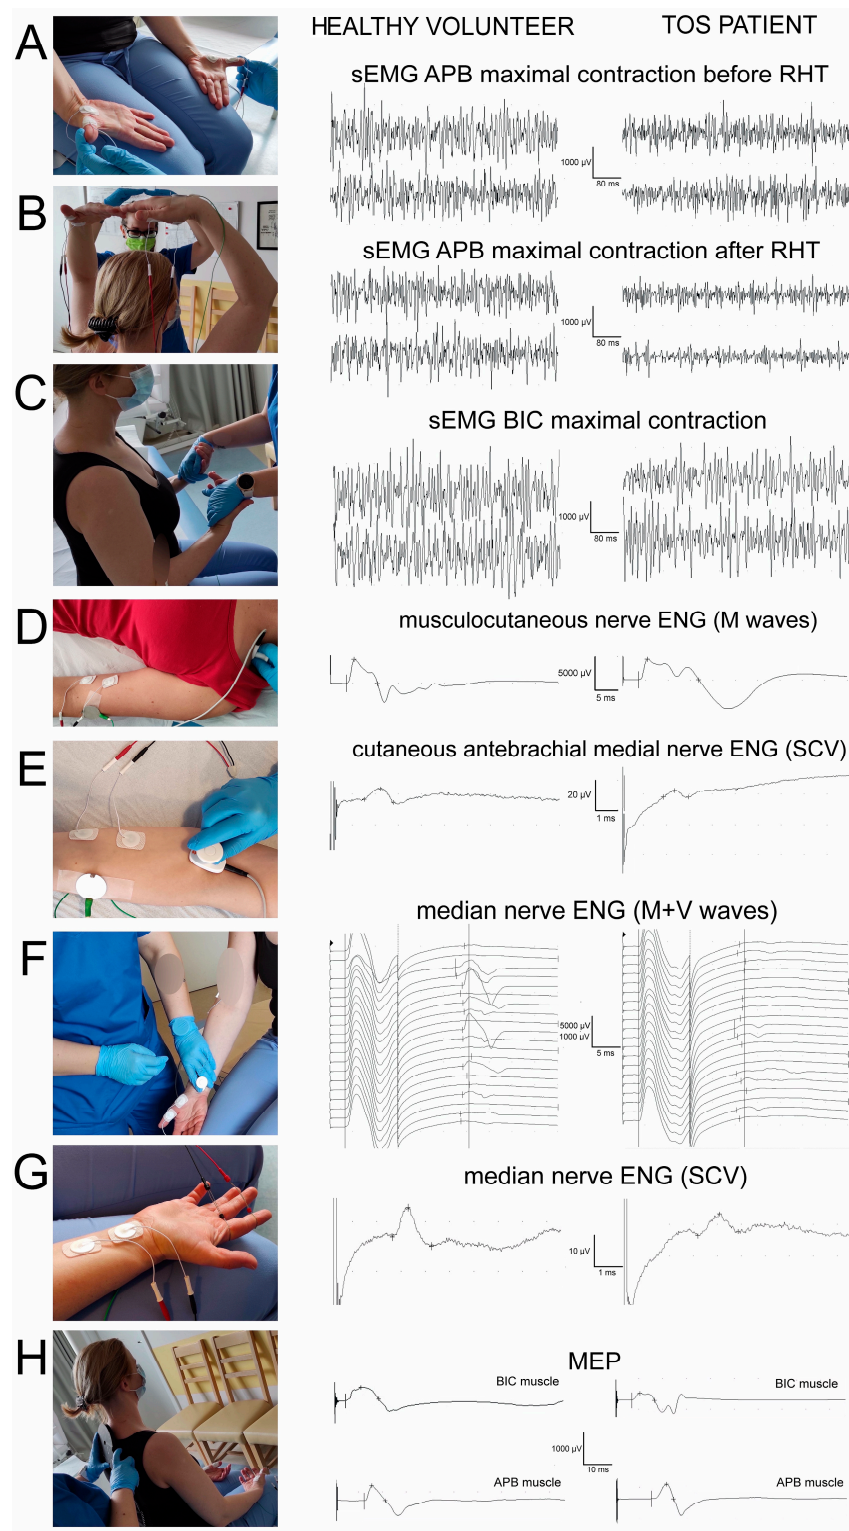 HEALTHY VOLUNTEER
TOS PATIENT
A
sEMG APB maximal contraction before RHT
1000 µV
80 ms
B
sEMG APB maximal contraction after RHT
1000 µV
80 ms
C
sEMG BIC maximal contraction
1000 µV
80 ms
D
musculocutaneous nerve ENG (M waves)
5000 µV
5 ms
E
cutaneous antebrachial medial nerve ENG (SCV)
20 µV
1 ms
F
median nerve ENG (M+V waves)
5000 µV
1000 µV
5 ms
G
median nerve ENG (SCV)
10 µV
1 ms
H
MEP
BIC muscle
BIC muscle
1000 µV
10 ms
APB muscle
APB muscle